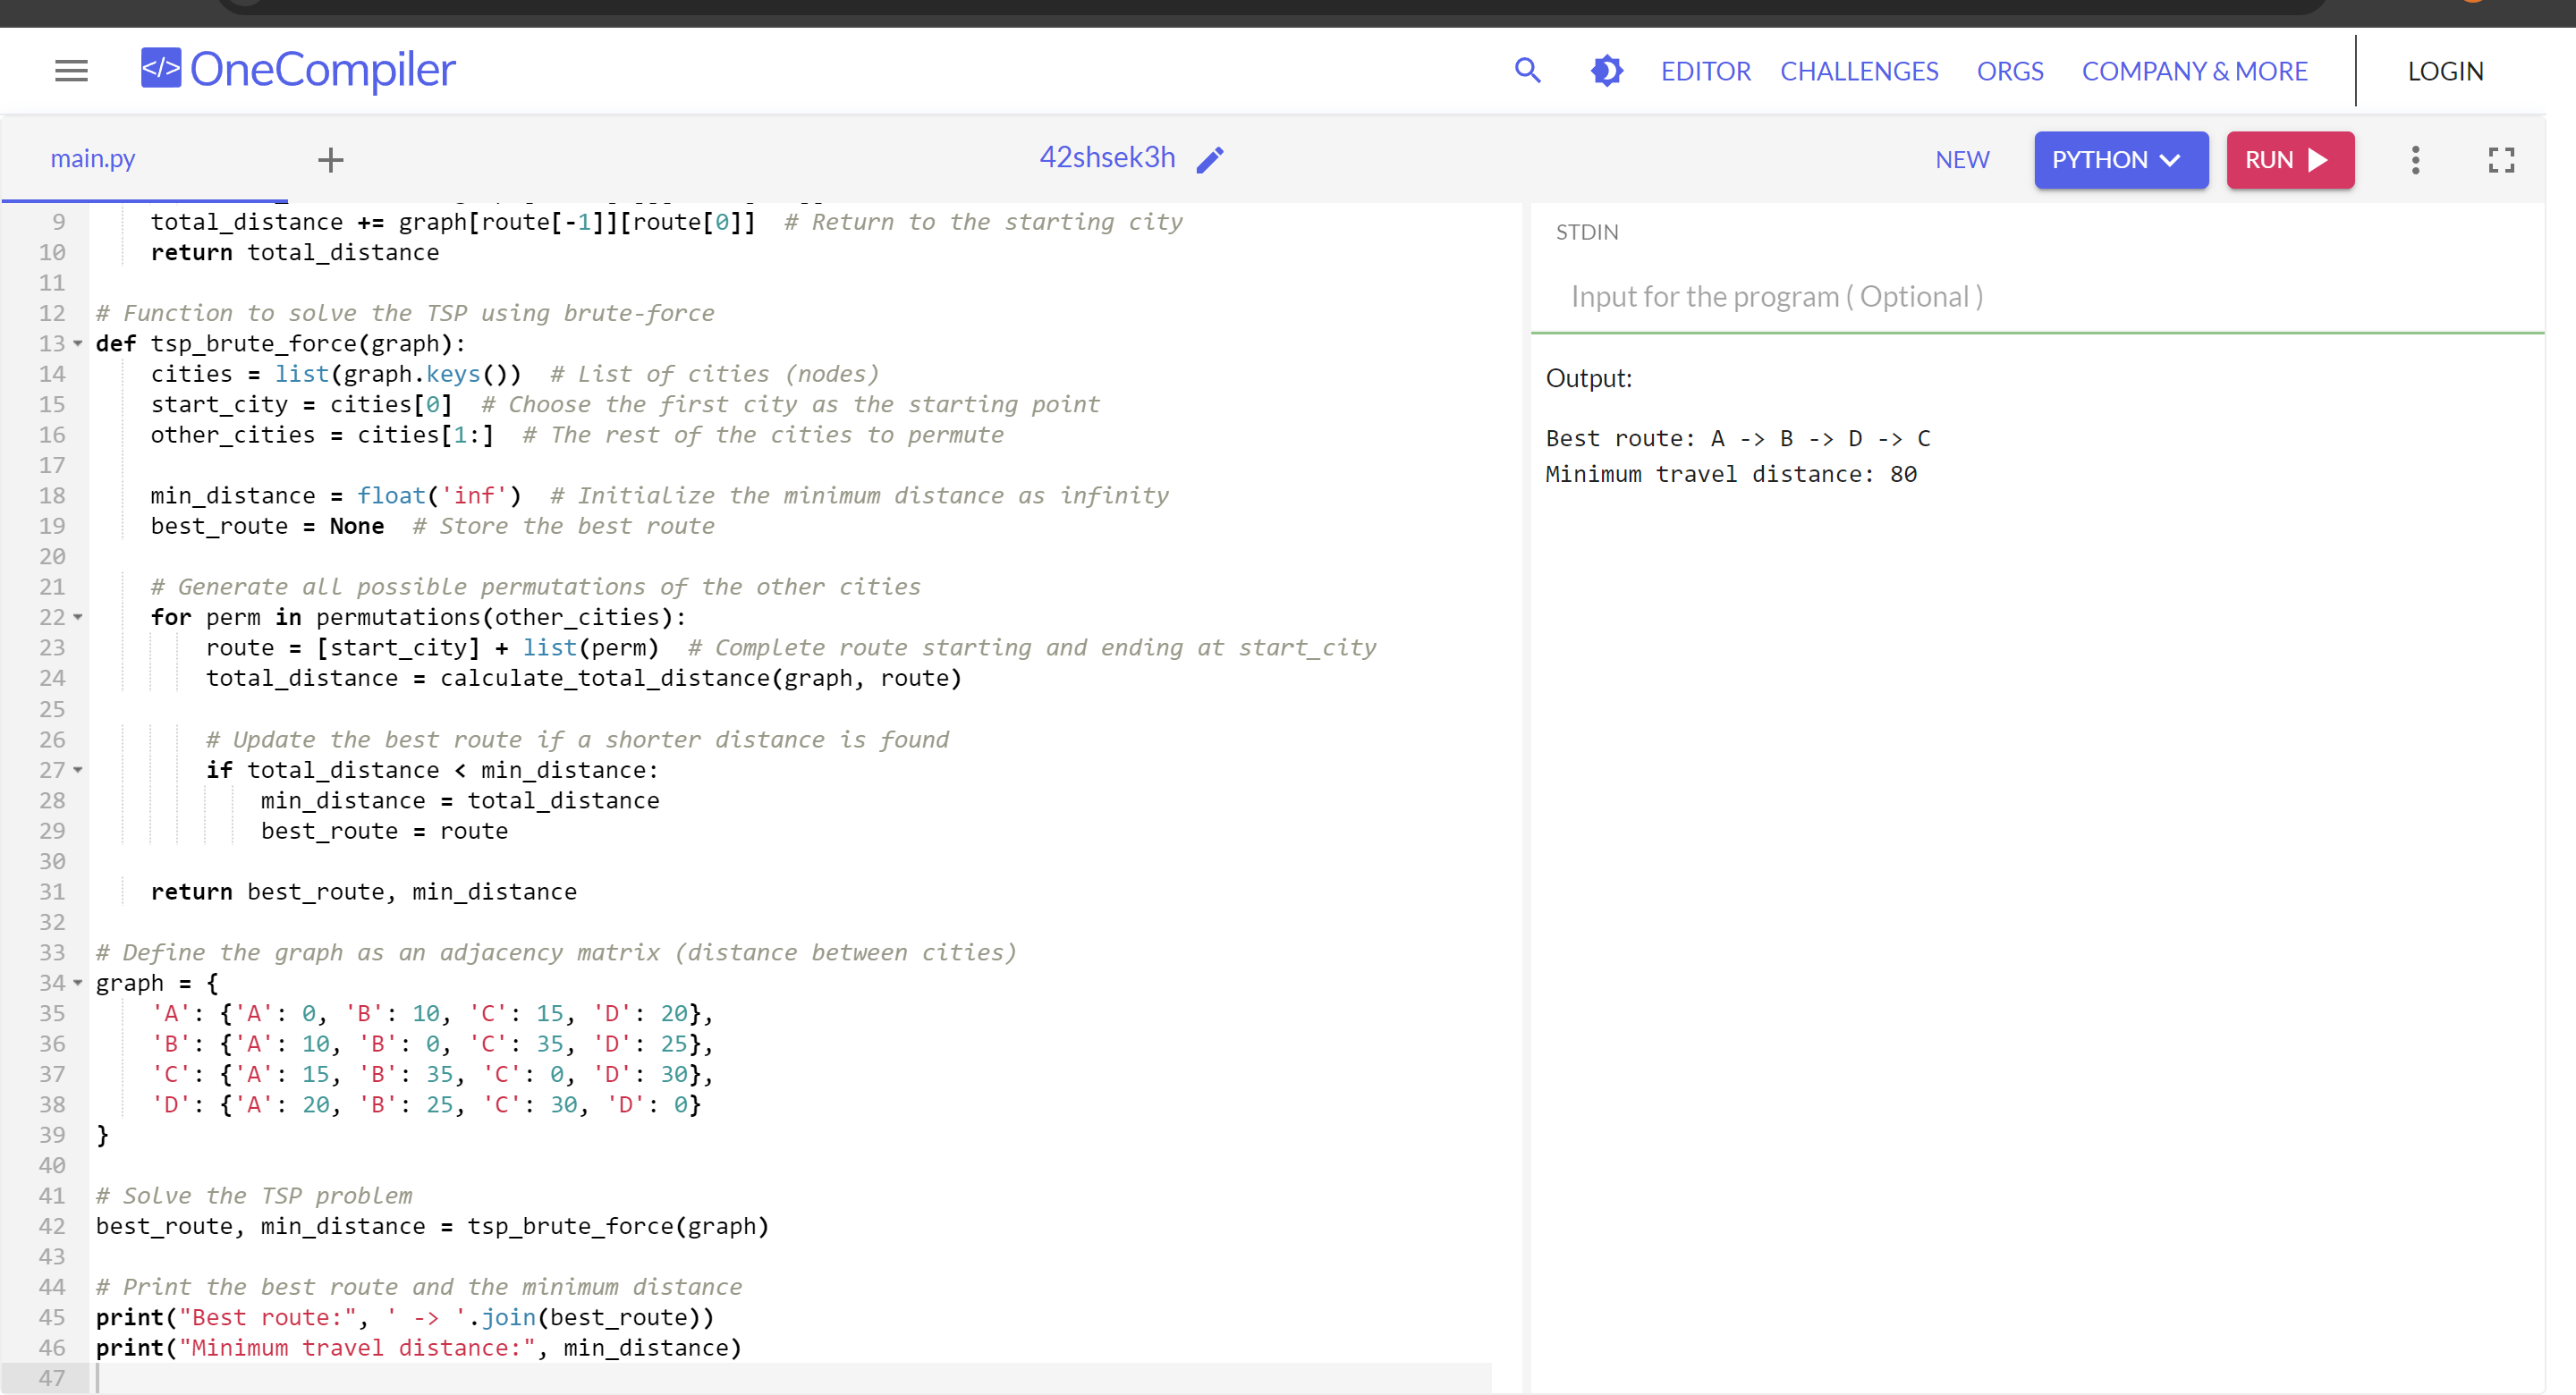 </> OneCompiler
EDITOR CHALLENGES ORGS COMPANY & MORE LOGIN
main.py + 42shsek3h NEW PYTHON RUN
9     total_distance += graph[route[-1]][route[0]]  # Return to the starting city
10     return total_distance
11
12 # Function to solve the TSP using brute-force
13 def tsp_brute_force(graph):
14     cities = list(graph.keys())  # List of cities (nodes)
15     start_city = cities[0]  # Choose the first city as the starting point
16     other_cities = cities[1:]  # The rest of the cities to permute
17
18     min_distance = float('inf')  # Initialize the minimum distance as infinity
19     best_route = None  # Store the best route
20
21     # Generate all possible permutations of the other cities
22     for perm in permutations(other_cities):
23         route = [start_city] + list(perm)  # Complete route starting and ending at start_city
24         total_distance = calculate_total_distance(graph, route)
25
26         # Update the best route if a shorter distance is found
27         if total_distance < min_distance:
28             min_distance = total_distance
29             best_route = route
30
31     return best_route, min_distance
32
33 # Define the graph as an adjacency matrix (distance between cities)
34 graph = {
35     'A': {'A': 0, 'B': 10, 'C': 15, 'D': 20},
36     'B': {'A': 10, 'B': 0, 'C': 35, 'D': 25},
37     'C': {'A': 15, 'B': 35, 'C': 0, 'D': 30},
38     'D': {'A': 20, 'B': 25, 'C': 30, 'D': 0}
39 }
40
41 # Solve the TSP problem
42 best_route, min_distance = tsp_brute_force(graph)
43
44 # Print the best route and the minimum distance
45 print("Best route:", ' -> '.join(best_route))
46 print("Minimum travel distance:", min_distance)
47
STDIN
Input for the program ( Optional )
Output:
Best route: A -> B -> D -> C
Minimum travel distance: 80